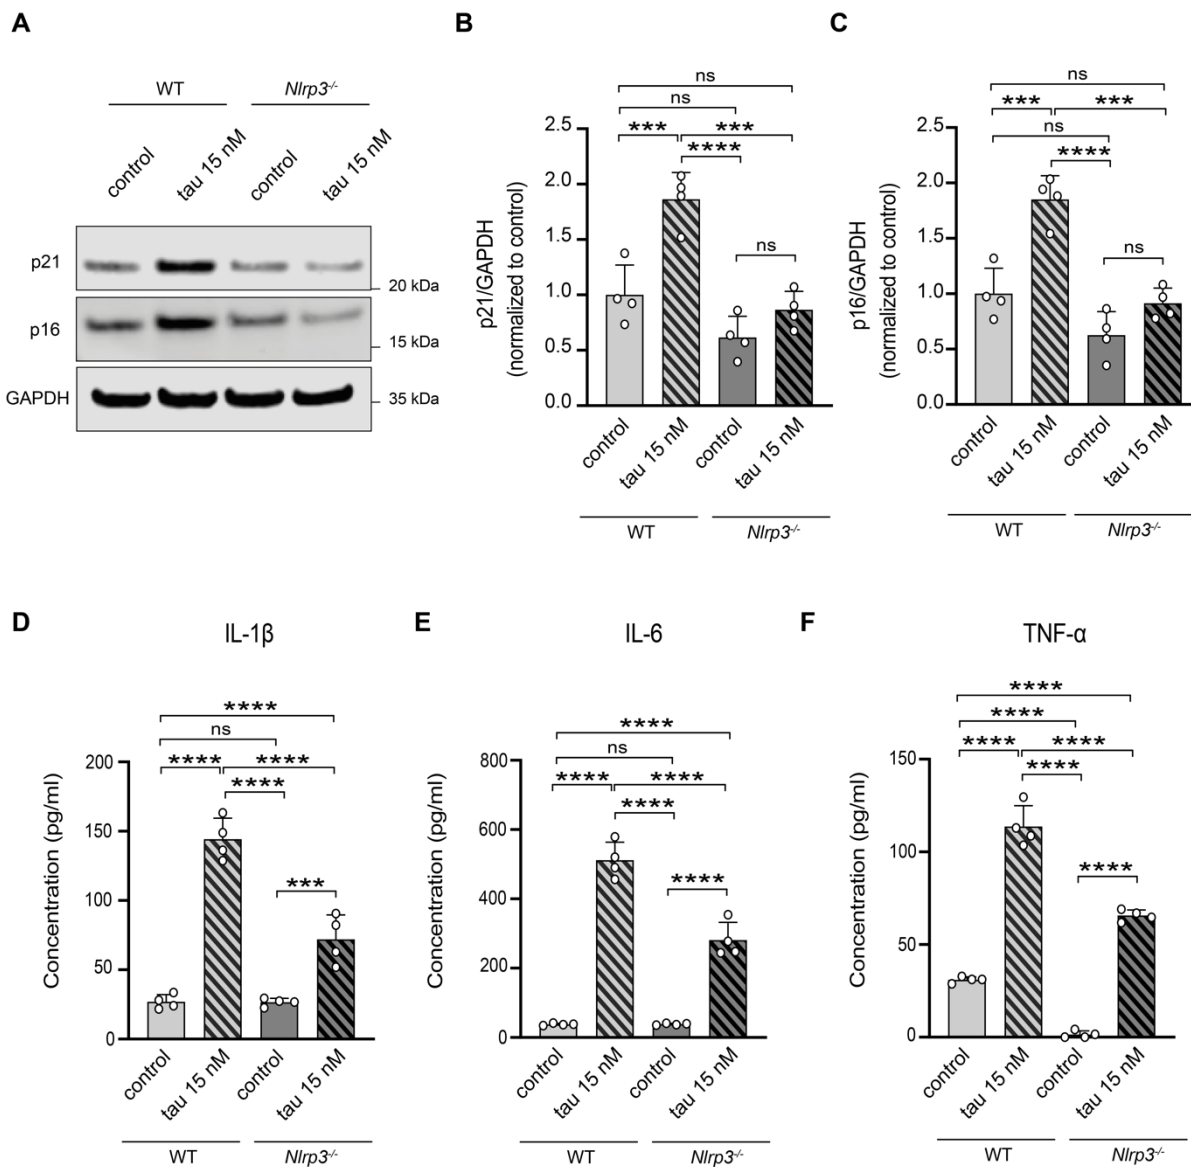 A
WT
Nlrp3-/-
control
tau 15 nM
control
tau 15 nM
p21
20 kDa
p16
15 kDa
GAPDH
35 kDa
B
ns
ns
***
***
****
ns
p21/GAPDH
(normalized to control)
2.5
2.0
1.5
1.0
0.5
0.0
control
tau 15 nM
control
tau 15 nM
WT
Nlrp3-/-
C
ns
***
***
ns
****
ns
p16/GAPDH
(normalized to control)
2.5
2.0
1.5
1.0
0.5
0.0
control
tau 15 nM
control
tau 15 nM
WT
Nlrp3-/-
D
IL-1β
****
ns
****
****
****
***
Concentration (pg/ml)
200
150
100
50
0
control
tau 15 nM
control
tau 15 nM
WT
Nlrp3-/-
E
IL-6
****
ns
****
****
****
****
Concentration (pg/ml)
800
600
400
200
0
control
tau 15 nM
control
tau 15 nM
WT
Nlrp3-/-
F
TNF-α
****
****
****
****
****
****
Concentration (pg/ml)
150
100
50
0
control
tau 15 nM
control
tau 15 nM
WT
Nlrp3-/-